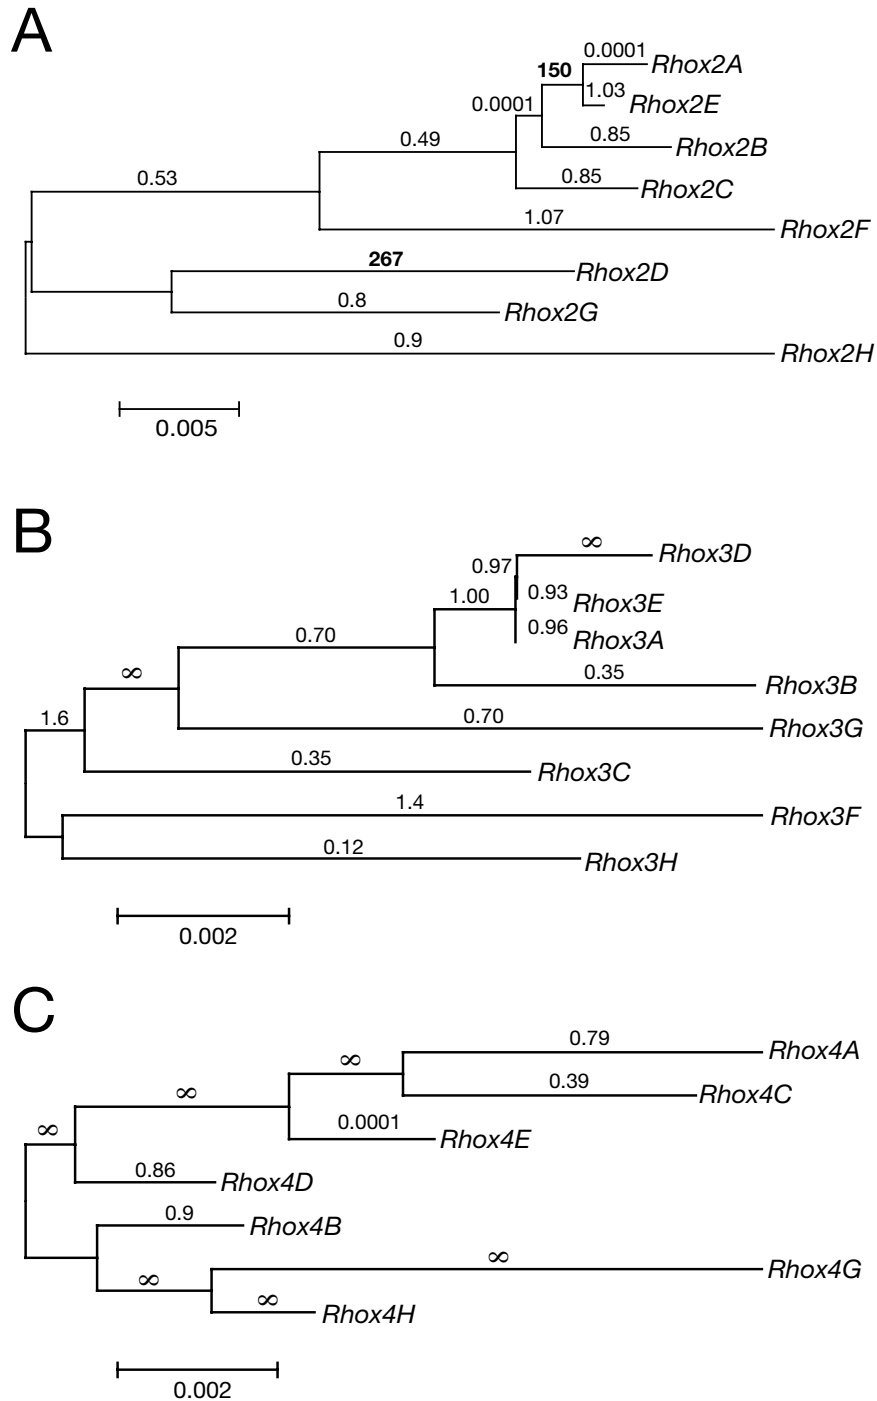 A
0.0001
Rhox2A
150
1.03
Rhox2E
0.0001
0.85
Rhox2B
0.49
0.85
Rhox2C
0.53
1.07
Rhox2F
267
Rhox2D
0.8
Rhox2G
0.9
Rhox2H
0.005
B
∞
Rhox3D
0.97
1.00
0.93
Rhox3E
0.96
Rhox3A
0.70
0.35
Rhox3B
∞
0.70
Rhox3G
1.6
0.35
Rhox3C
1.4
Rhox3F
0.12
Rhox3H
0.002
C
0.79
Rhox4A
∞
0.39
Rhox4C
∞
0.0001
Rhox4E
∞
0.86
Rhox4D
0.9
Rhox4B
∞
Rhox4G
∞
∞
Rhox4H
0.002